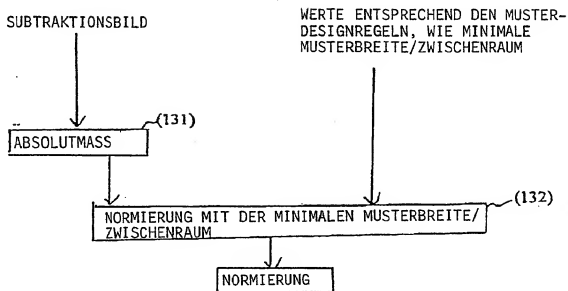 SUBTRAKTIONSBILD
WERTE ENTSPRECHEND DEN MUSTER-
DESIGNREGELN, WIE MINIMALE
MUSTERBREITE/ZWISCHENRAUM
(131)
ABSOLUTMASS
(132)
NORMIERUNG MIT DER MINIMALEN MUSTERBREITE/
ZWISCHENRAUM
NORMIERUNG